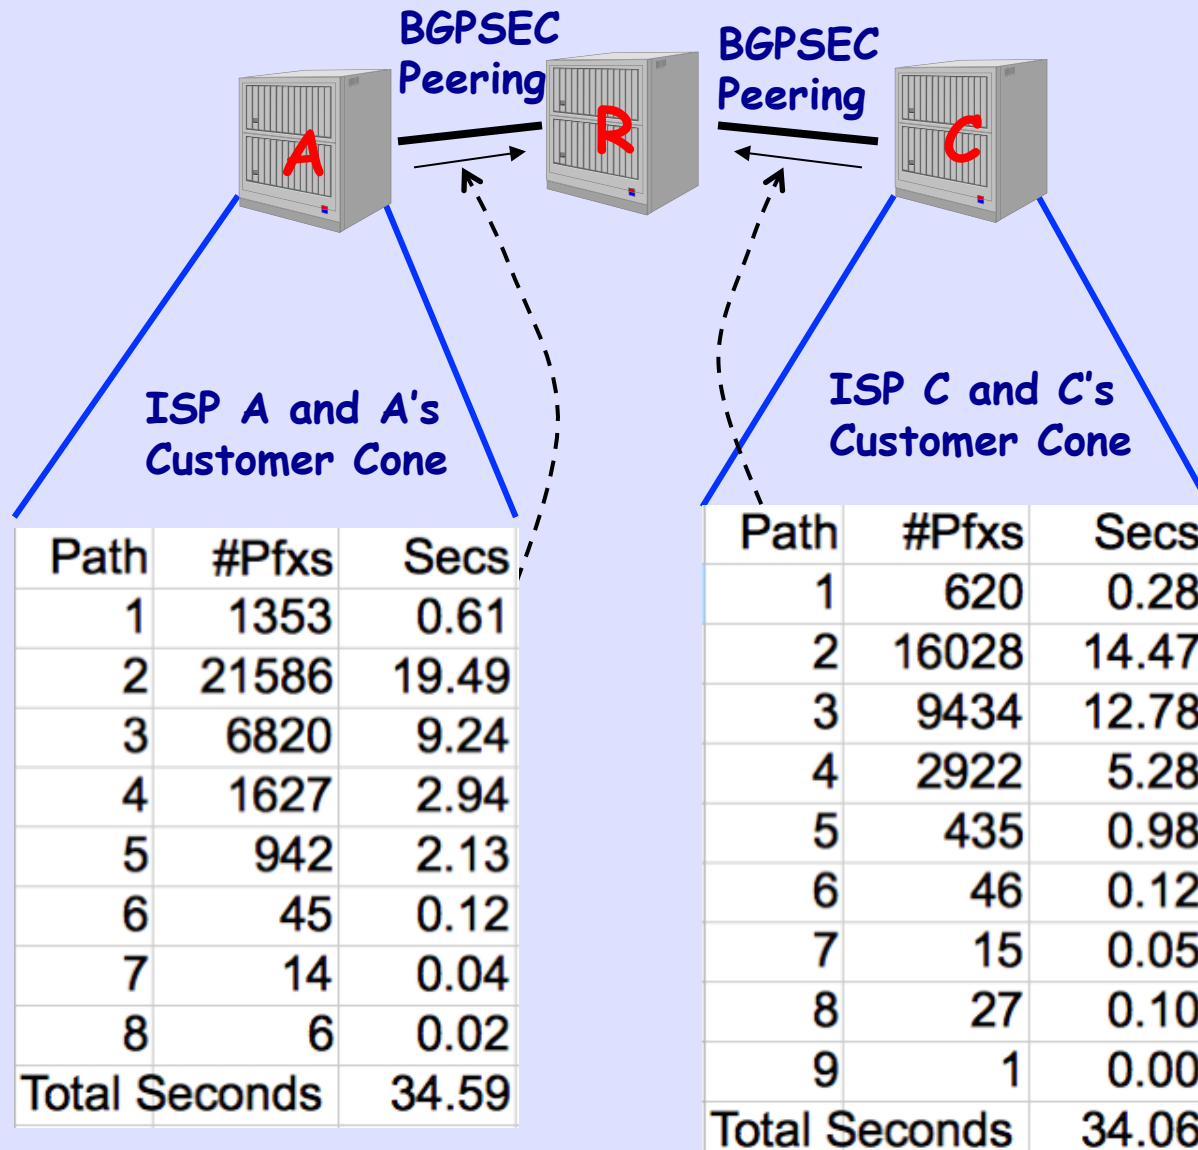 BGPSEC
Peering
BGPSEC
Peering
A
R
C
ISP A and A's
Customer Cone
ISP C and C's
Customer Cone
Path #Pfxs Secs
1 1353 0.61
2 21586 19.49
3 6820 9.24
4 1627 2.94
5 942 2.13
6 45 0.12
7 14 0.04
8 6 0.02
Total Seconds 34.59
Path #Pfxs Secs
1 620 0.28
2 16028 14.47
3 9434 12.78
4 2922 5.28
5 435 0.98
6 46 0.12
7 15 0.05
8 27 0.10
9 1 0.00
Total Seconds 34.06